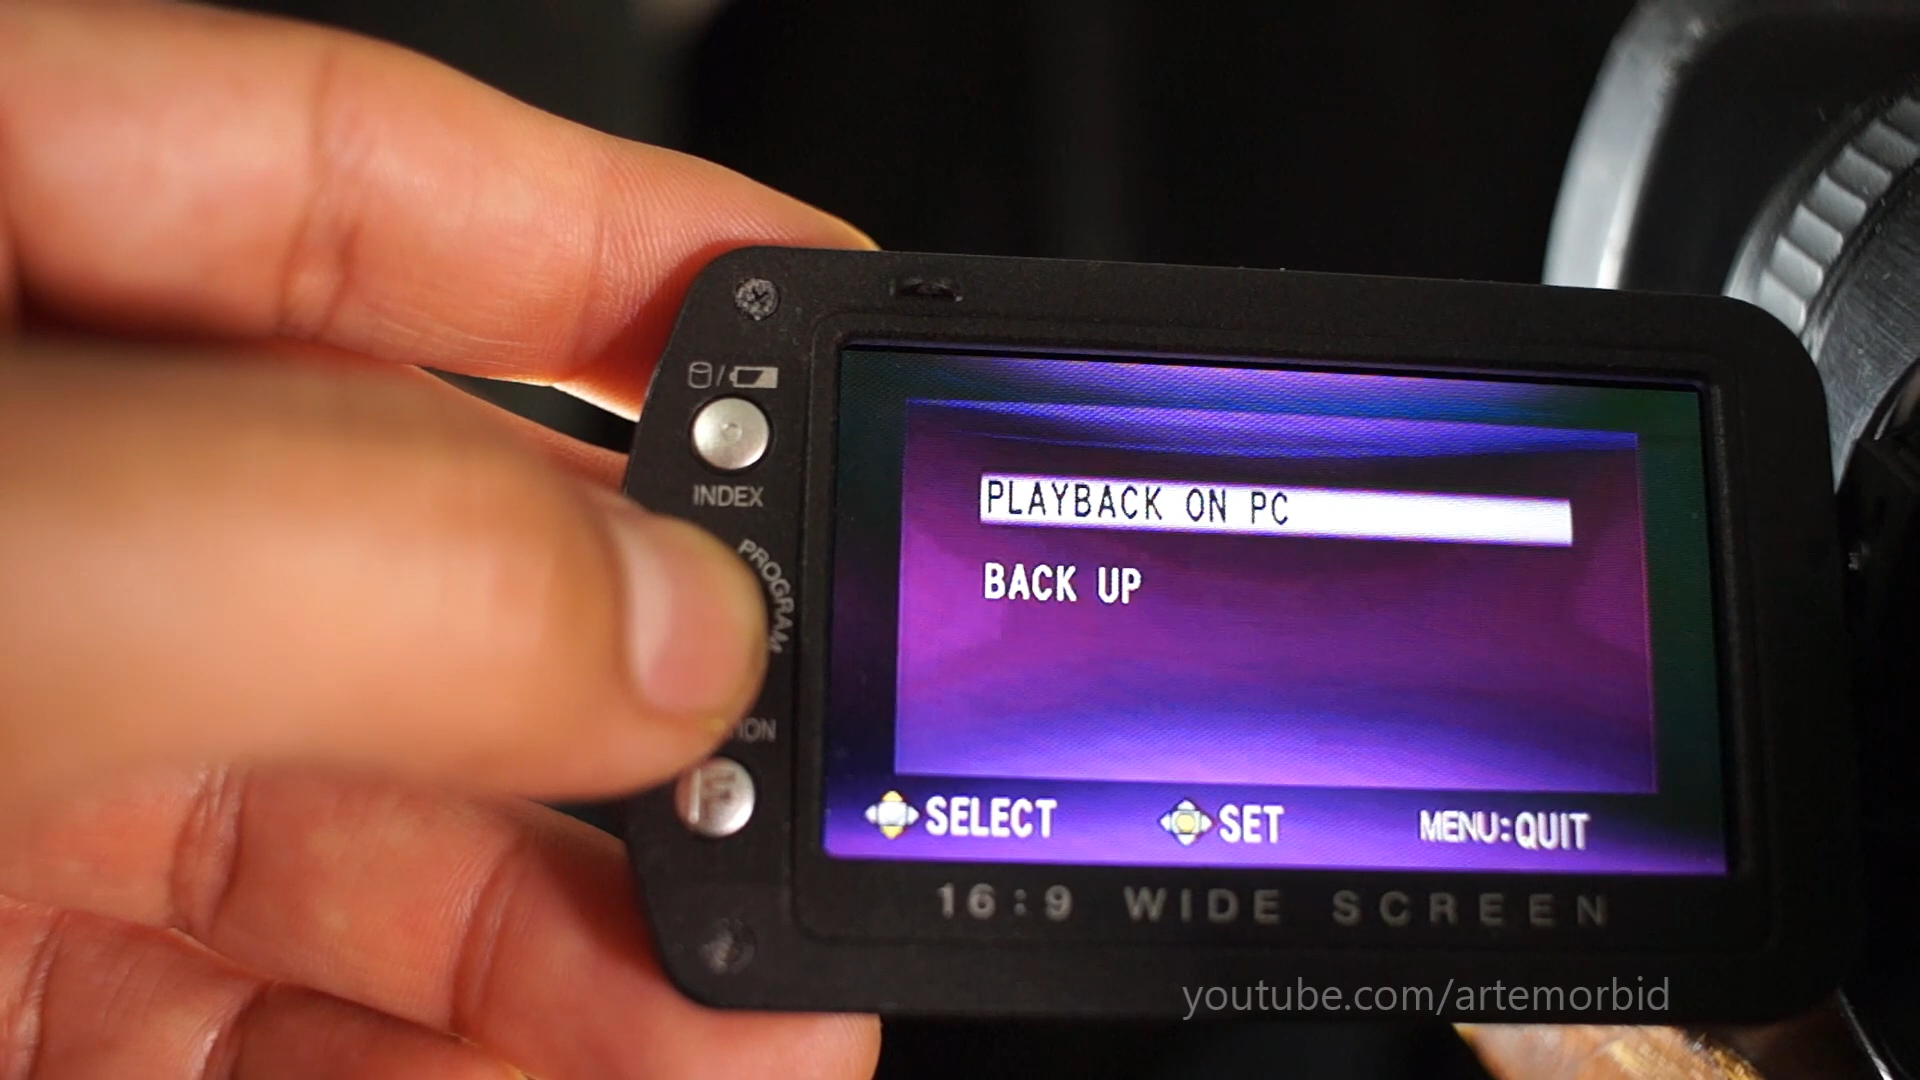 INDEX
PROGRAM
PLAYBACK ON PC
BACK UP
SELECT SET MENU:QUIT
F
16:9 WIDE SCREEN
youtube.com/artemorbid